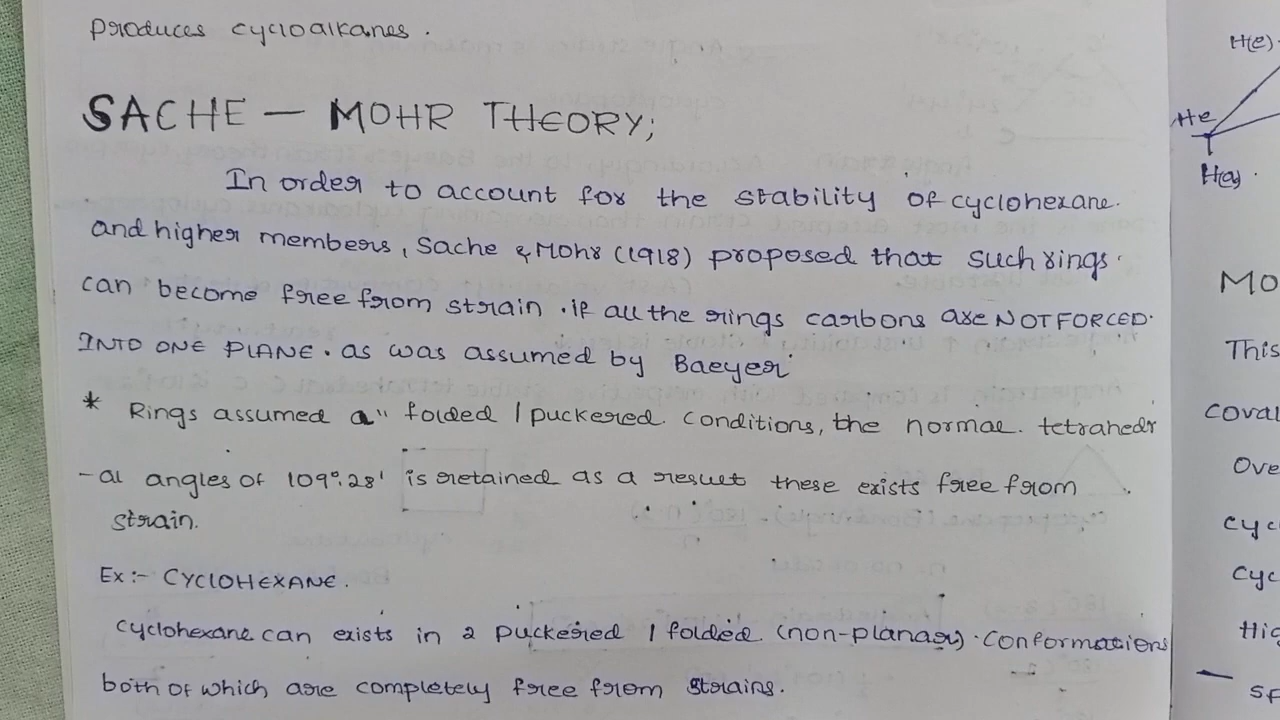 produces cycloalkanes.
SACHE - MOHR THEORY;
In order to account for the stability of cyclohexane.
and higher members, Sache & Mohr (1918) proposed that such rings
can become free from strain. if all the rings carbons are NOT FORCED
INTO ONE PLANE. as was assumed by Baeyer
* Rings assumed a" folded / puckered. conditions, the normal. tetrahedr
-al angles of 109°.28' is retained as a result these exists free from
strain.
Ex:- CYCLOHEXANE.
cyclohexane can exists in 2 puckered / folded (non-planar). conformations
both of which are completely free from strains.
H(e)
He
H(a).
MO
This
coval
Ove
cycl
cyc
Hig
- sp